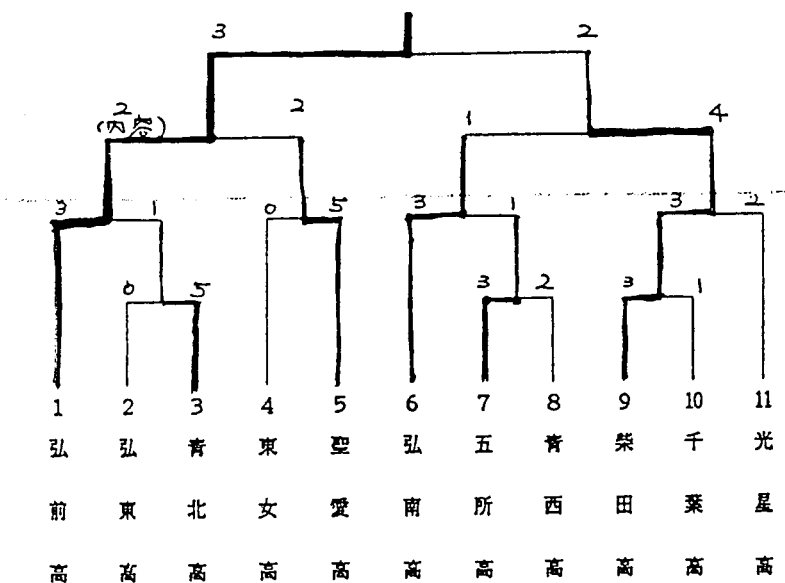 3 2
2 2 1 4
(内容)
3 1 0 5 3 1 3 2
0 5 3 2 3 1
1 2 3 4 5 6 7 8 9 10 11
弘前高
弘東高
青北高
東女高
聖愛高
弘南高
五所高
青西高
柴田高
千葉高
光星高